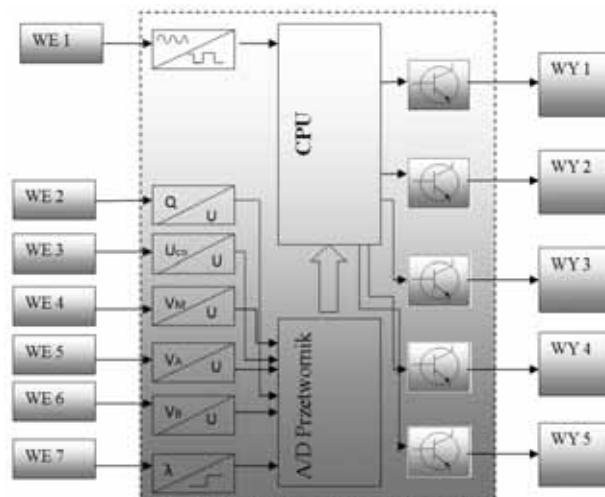 WE 1
WE 2
WE 3
WE 4
WE 5
WE 6
WE 7
Q
U
U
VM
U
VA
U
VB
U
λ
CPU
A/D Przetwornik
WY 1
WY 2
WY 3
WY 4
WY 5